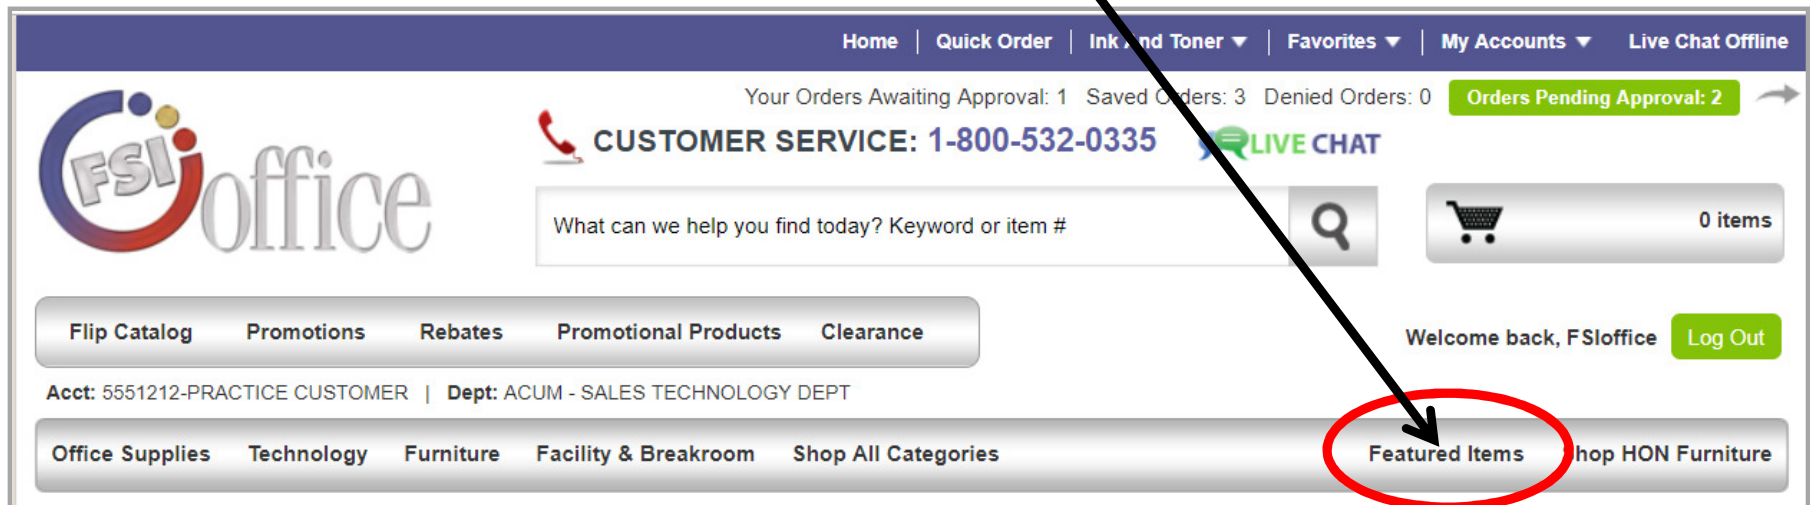 Home | Quick Order | Ink And Toner ▼ | Favorites ▼ | My Accounts ▼ Live Chat Offline
Your Orders Awaiting Approval: 1 Saved Orders: 3 Denied Orders: 0 Orders Pending Approval: 2
FSI office
CUSTOMER SERVICE: 1-800-532-0335 LIVE CHAT
What can we help you find today? Keyword or item #
0 items
Flip Catalog Promotions Rebates Promotional Products Clearance
Welcome back, FSIoffice Log Out
Acct: 5551212-PRACTICE CUSTOMER | Dept: ACUM - SALES TECHNOLOGY DEPT
Office Supplies Technology Furniture Facility & Breakroom Shop All Categories Featured Items Shop HON Furniture